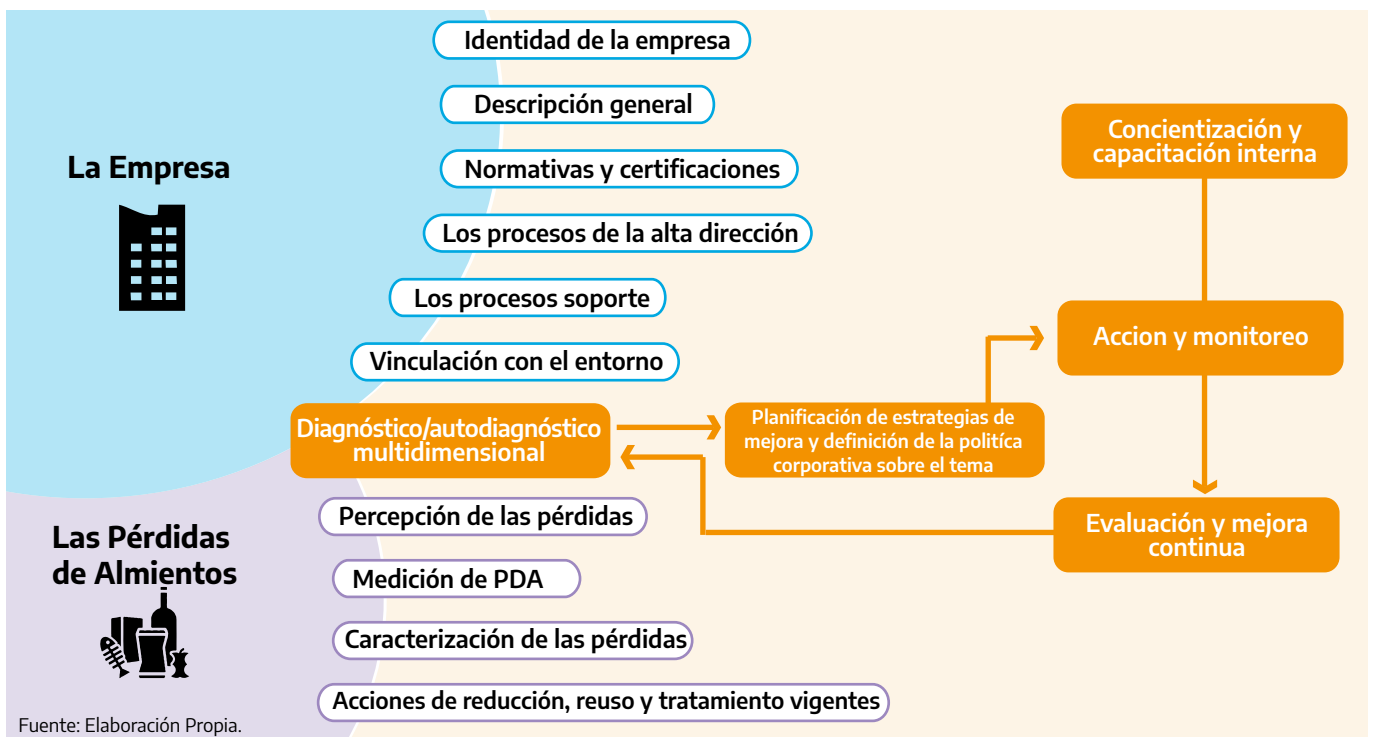 La Empresa
Identidad de la empresa
Descripción general
Normativas y certificaciones
Los procesos de la alta dirección
Los procesos soporte
Vinculación con el entorno
Diagnóstico/autodiagnóstico
multidimensional
Las Pérdidas
de Almientos
Percepción de las pérdidas
Medición de PDA
Caracterización de las pérdidas
Acciones de reducción, reuso y tratamiento vigentes
Planificación de estrategias de
mejora y definición de la politíca
corporativa sobre el tema
Concientización y
capacitación interna
Accion y monitoreo
Evaluación y mejora
continua
Fuente: Elaboración Propia.